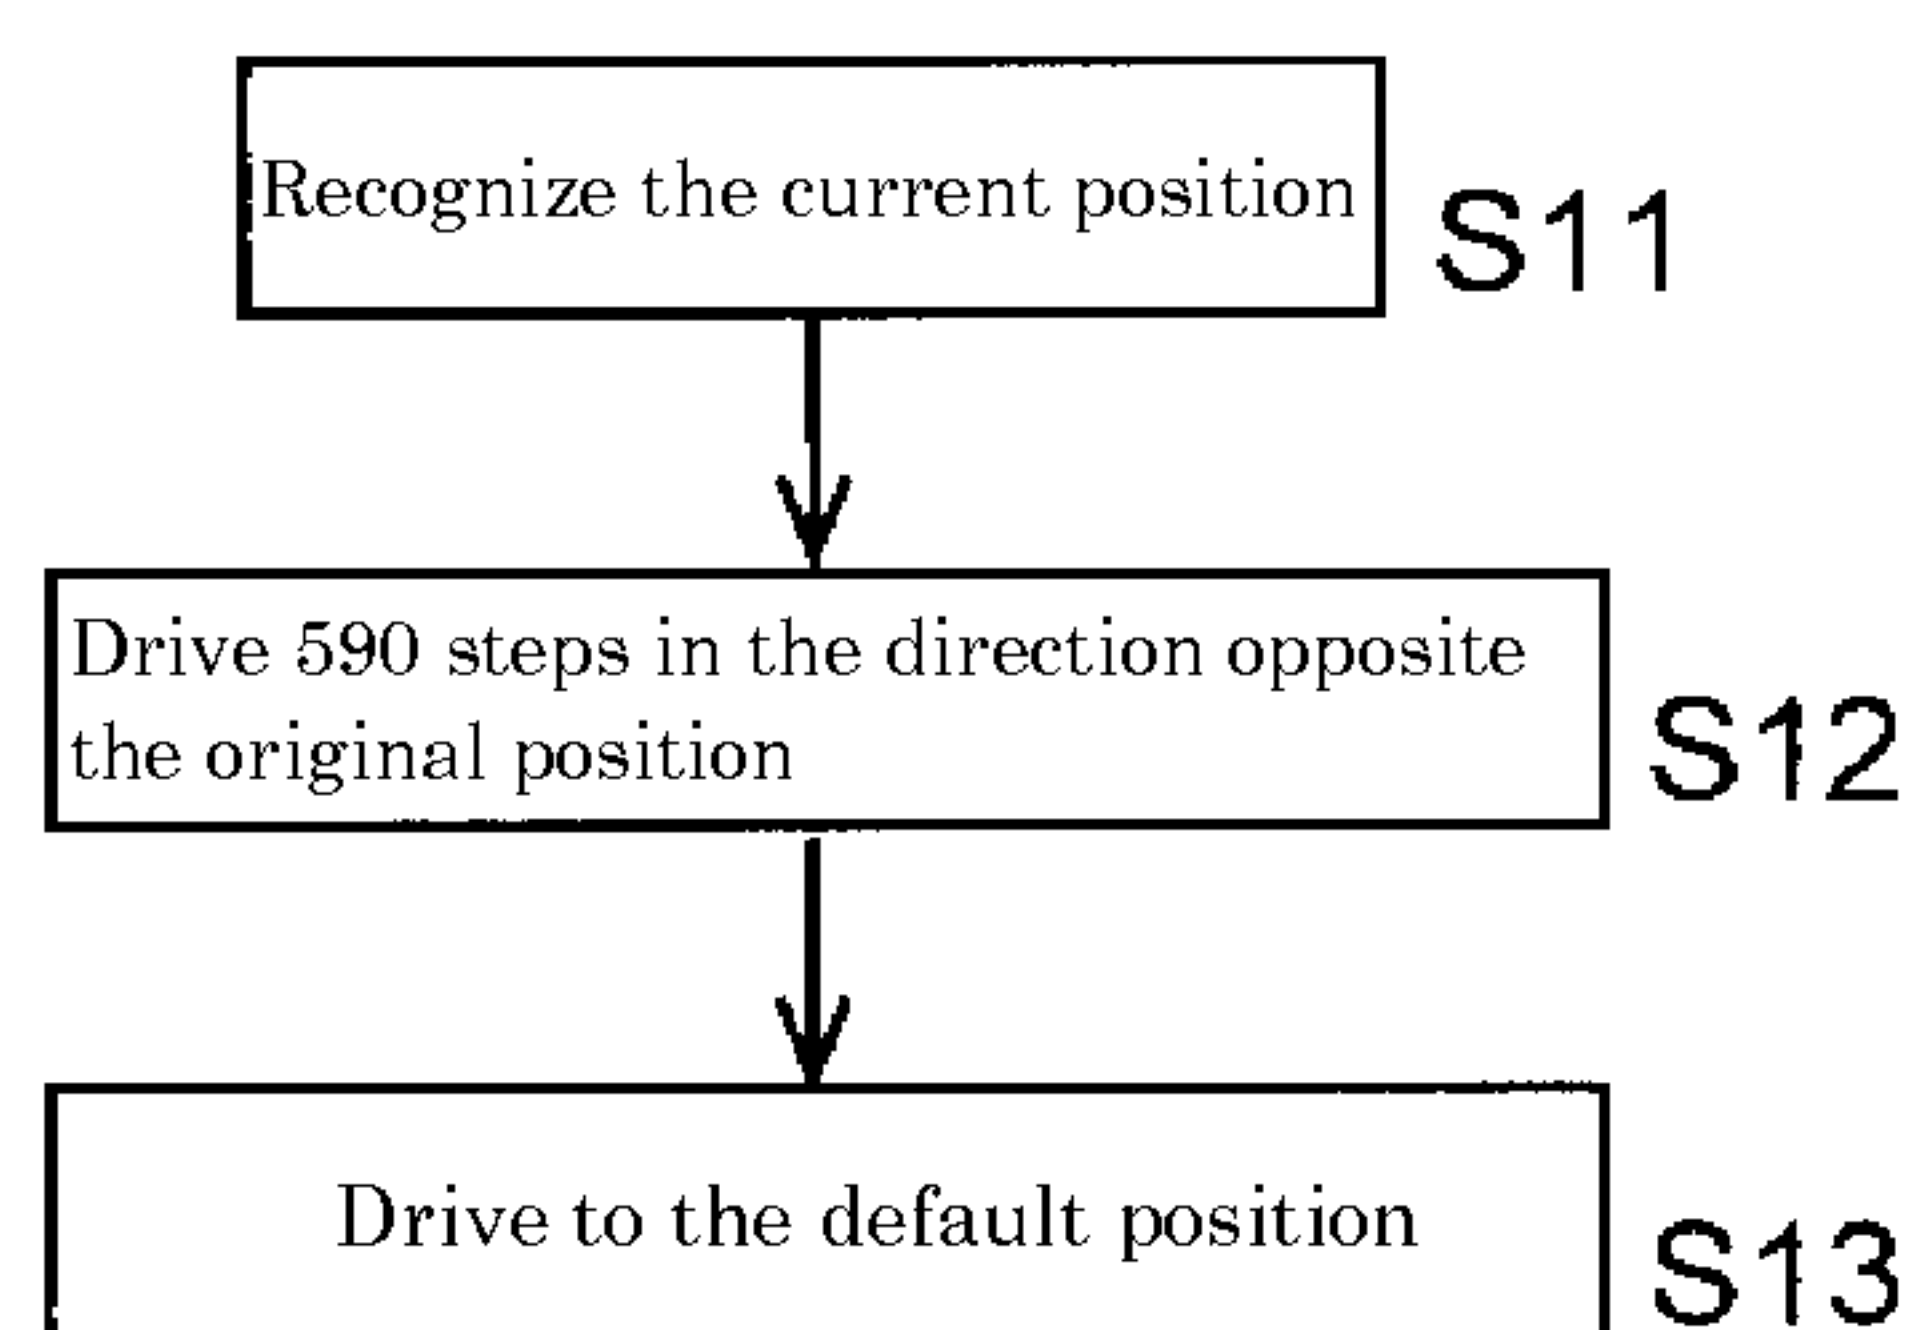 Recognize the current position
S11
Drive 590 steps in the direction opposite
the original position
S12
Drive to the default position
S13